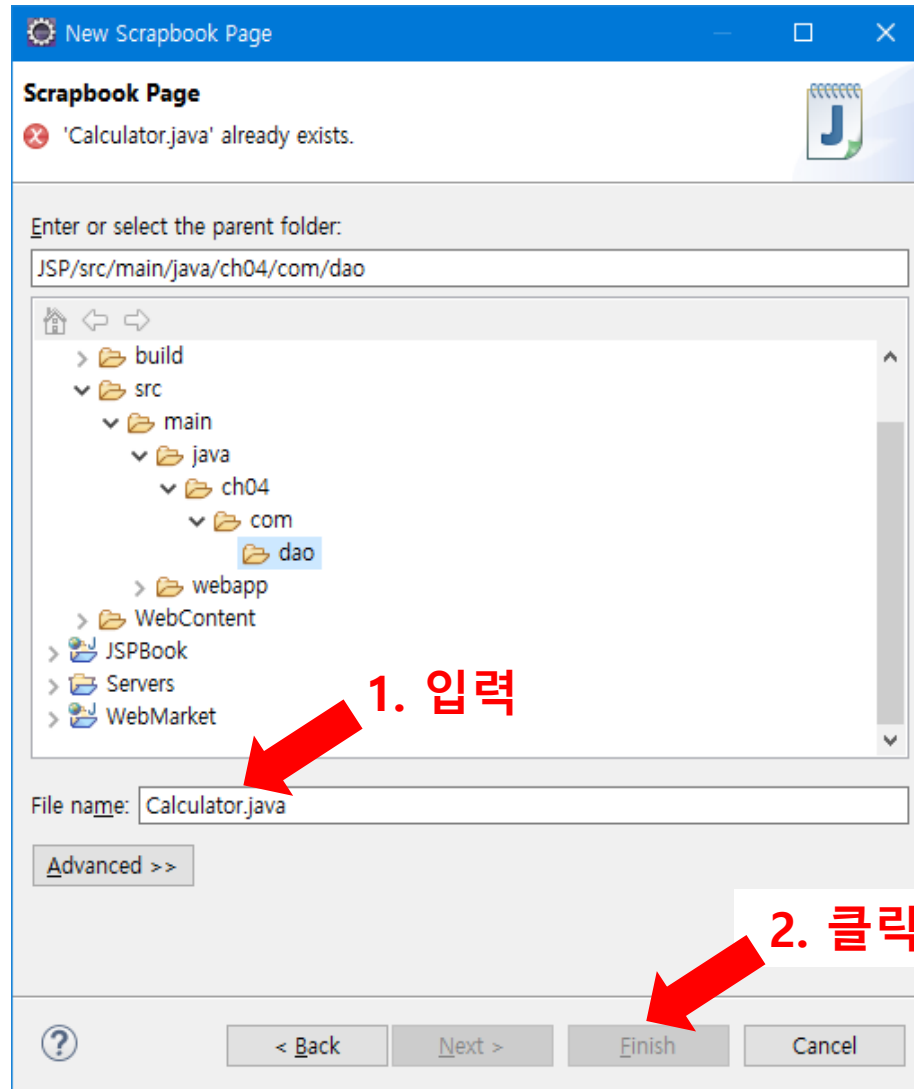 New Scrapbook Page
Scrapbook Page
'Calculator.java' already exists.
Enter or select the parent folder:
JSP/src/main/java/ch04/com/dao
build
src
main
java
ch04
com
dao
webapp
WebContent
JSPBook
Servers
WebMarket
1. 입력
File name: Calculator.java
Advanced >>
2. 클릭
< Back Next > Finish Cancel